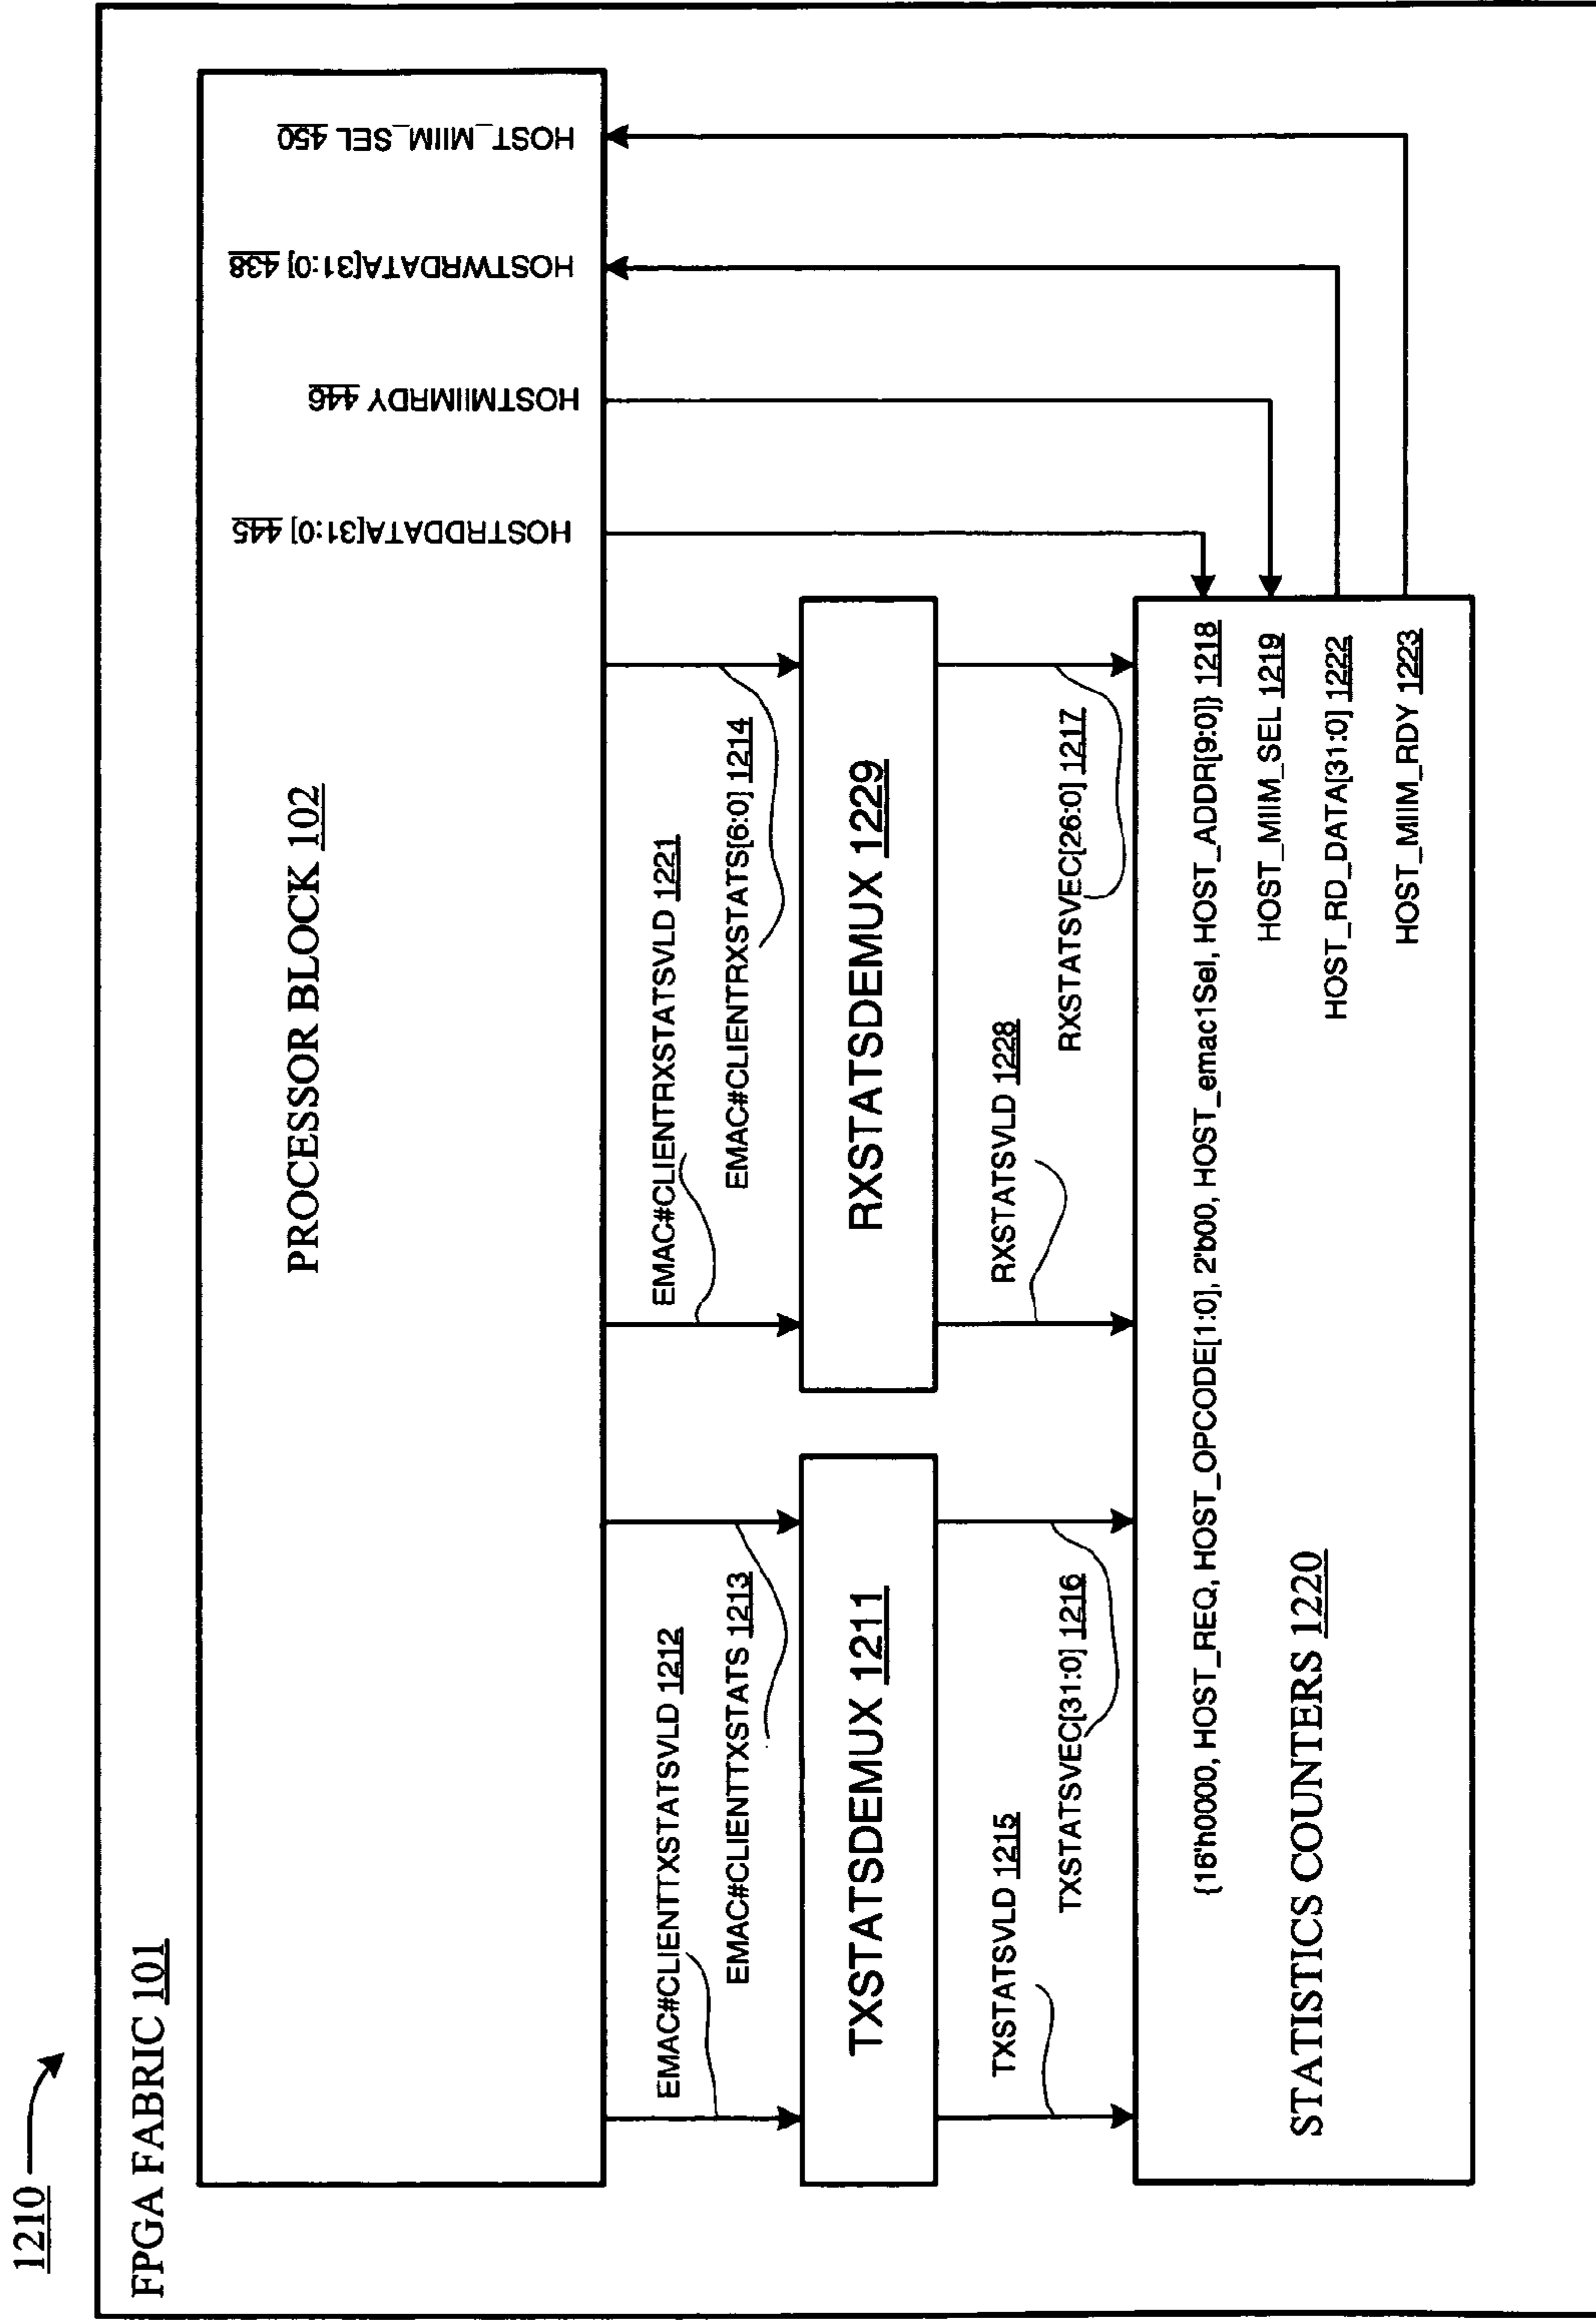 1210
FPGA FABRIC 101
PROCESSOR BLOCK 102
HOSTRDDATA[31:0] 445
HOSTMIIMRDY 446
HOSTWRDATA[31:0] 438
HOST_MIIM_SEL 450
EMAC#CLIENTTXSTATSVLD 1212
EMAC#CLIENTTXSTATS 1213
EMAC#CLIENTRXSTATSVLD 1221
EMAC#CLIENTRXSTATS[6:0] 1214
TXSTATSDEMUX 1211
RXSTATSDEMUX 1229
TXSTATSVLD 1215
TXSTATSVEC[31:0] 1216
RXSTATSVLD 1228
RXSTATSVEC[26:0] 1217
{16'h0000, HOST_REQ, HOST_OPCODE[1:0], 2'b00, HOST_emac1Sel, HOST_ADDR[9:0]} 1218
HOST_MIIM_SEL 1219
STATISTICS COUNTERS 1220
HOST_RD_DATA[31:0] 1222
HOST_MIIM_RDY 1223